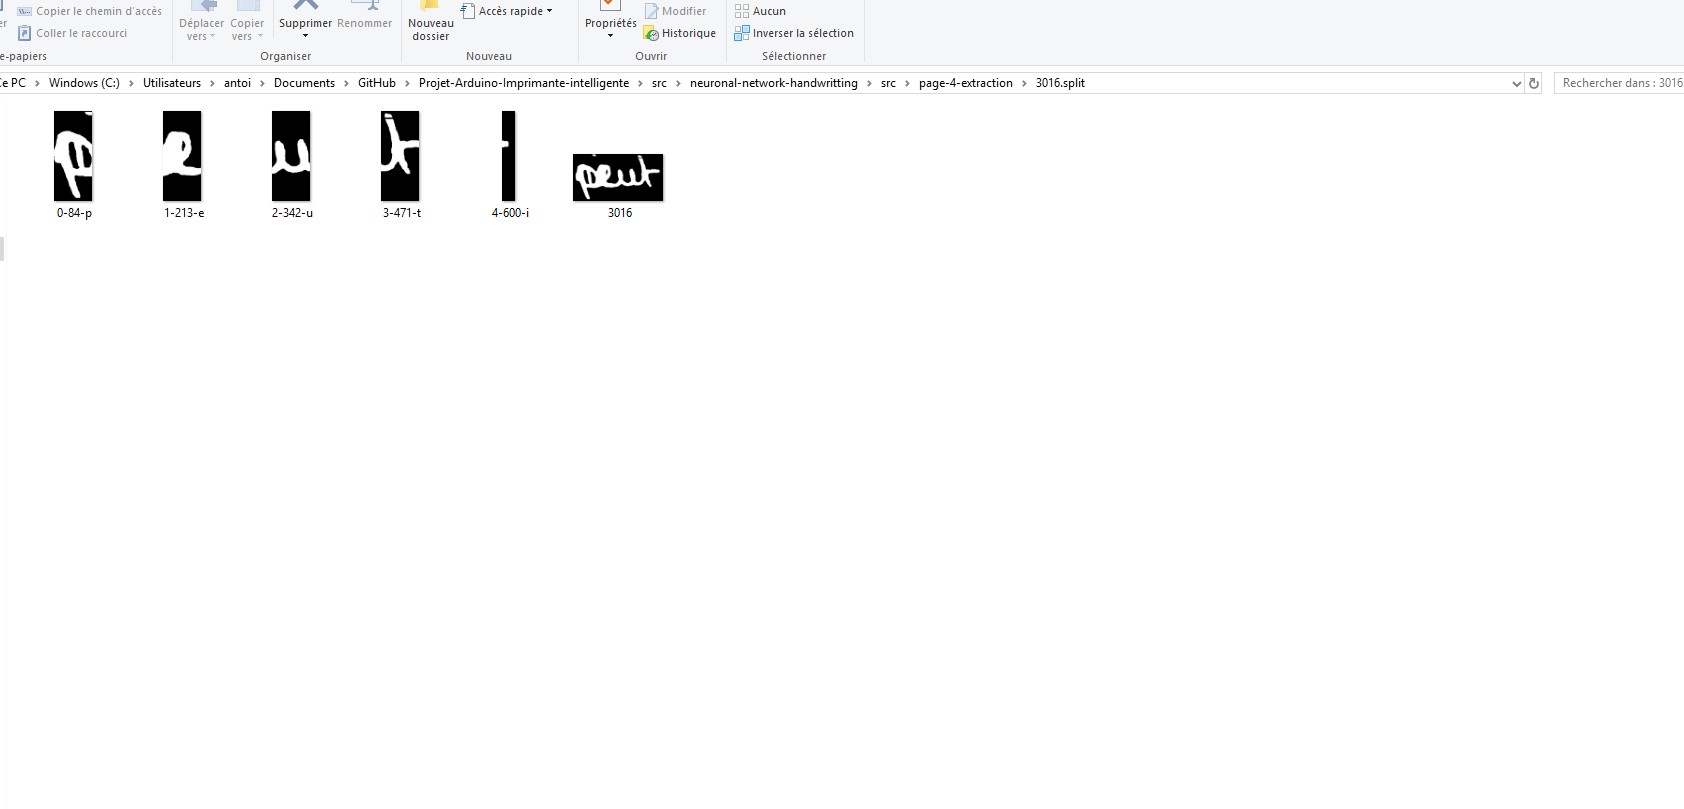 Copier le chemin d'accès
Coller le raccourci
e-papiers
Déplacer vers
Copier vers
Supprimer
Renommer
Organiser
Nouveau dossier
Accès rapide
Nouveau
Propriétés
Modifier
Historique
Ouvrir
Aucun
Inverser la sélection
Sélectionner
Ce PC > Windows (C:) > Utilisateurs > antoi > Documents > GitHub > Projet-Arduino-Imprimante-intelligente > src > neuronal-network-handwritting > src > page-4-extraction > 3016.split
Rechercher dans : 3016
p e u t peut
0-84-p 1-213-e 2-342-u 3-471-t 4-600-i 3016